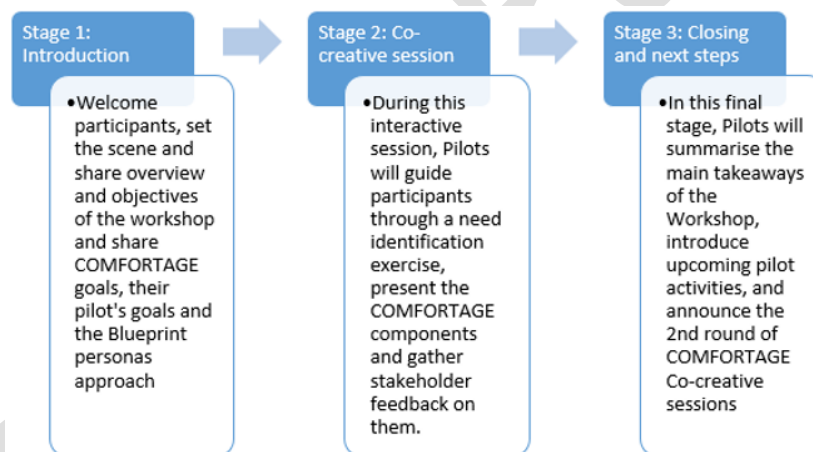 Stage 1:
Introduction
•Welcome
participants, set
the scene and
share overview
and objectives
of the workshop
and share
COMFORTAGE
goals, their
pilot's goals and
the Blueprint
personas
approach
Stage 2: Co-
creative session
•During this
interactive
session, Pilots
will guide
participants
through a need
identification
exercise,
present the
COMFORTAGE
components
and gather
stakeholder
feedback on
them.
Stage 3: Closing
and next steps
•In this final
stage, Pilots will
summarise the
main takeaways
of the
Workshop,
introduce
upcoming pilot
activities, and
announce the
2nd round of
COMFORTAGE
Co-creative
sessions